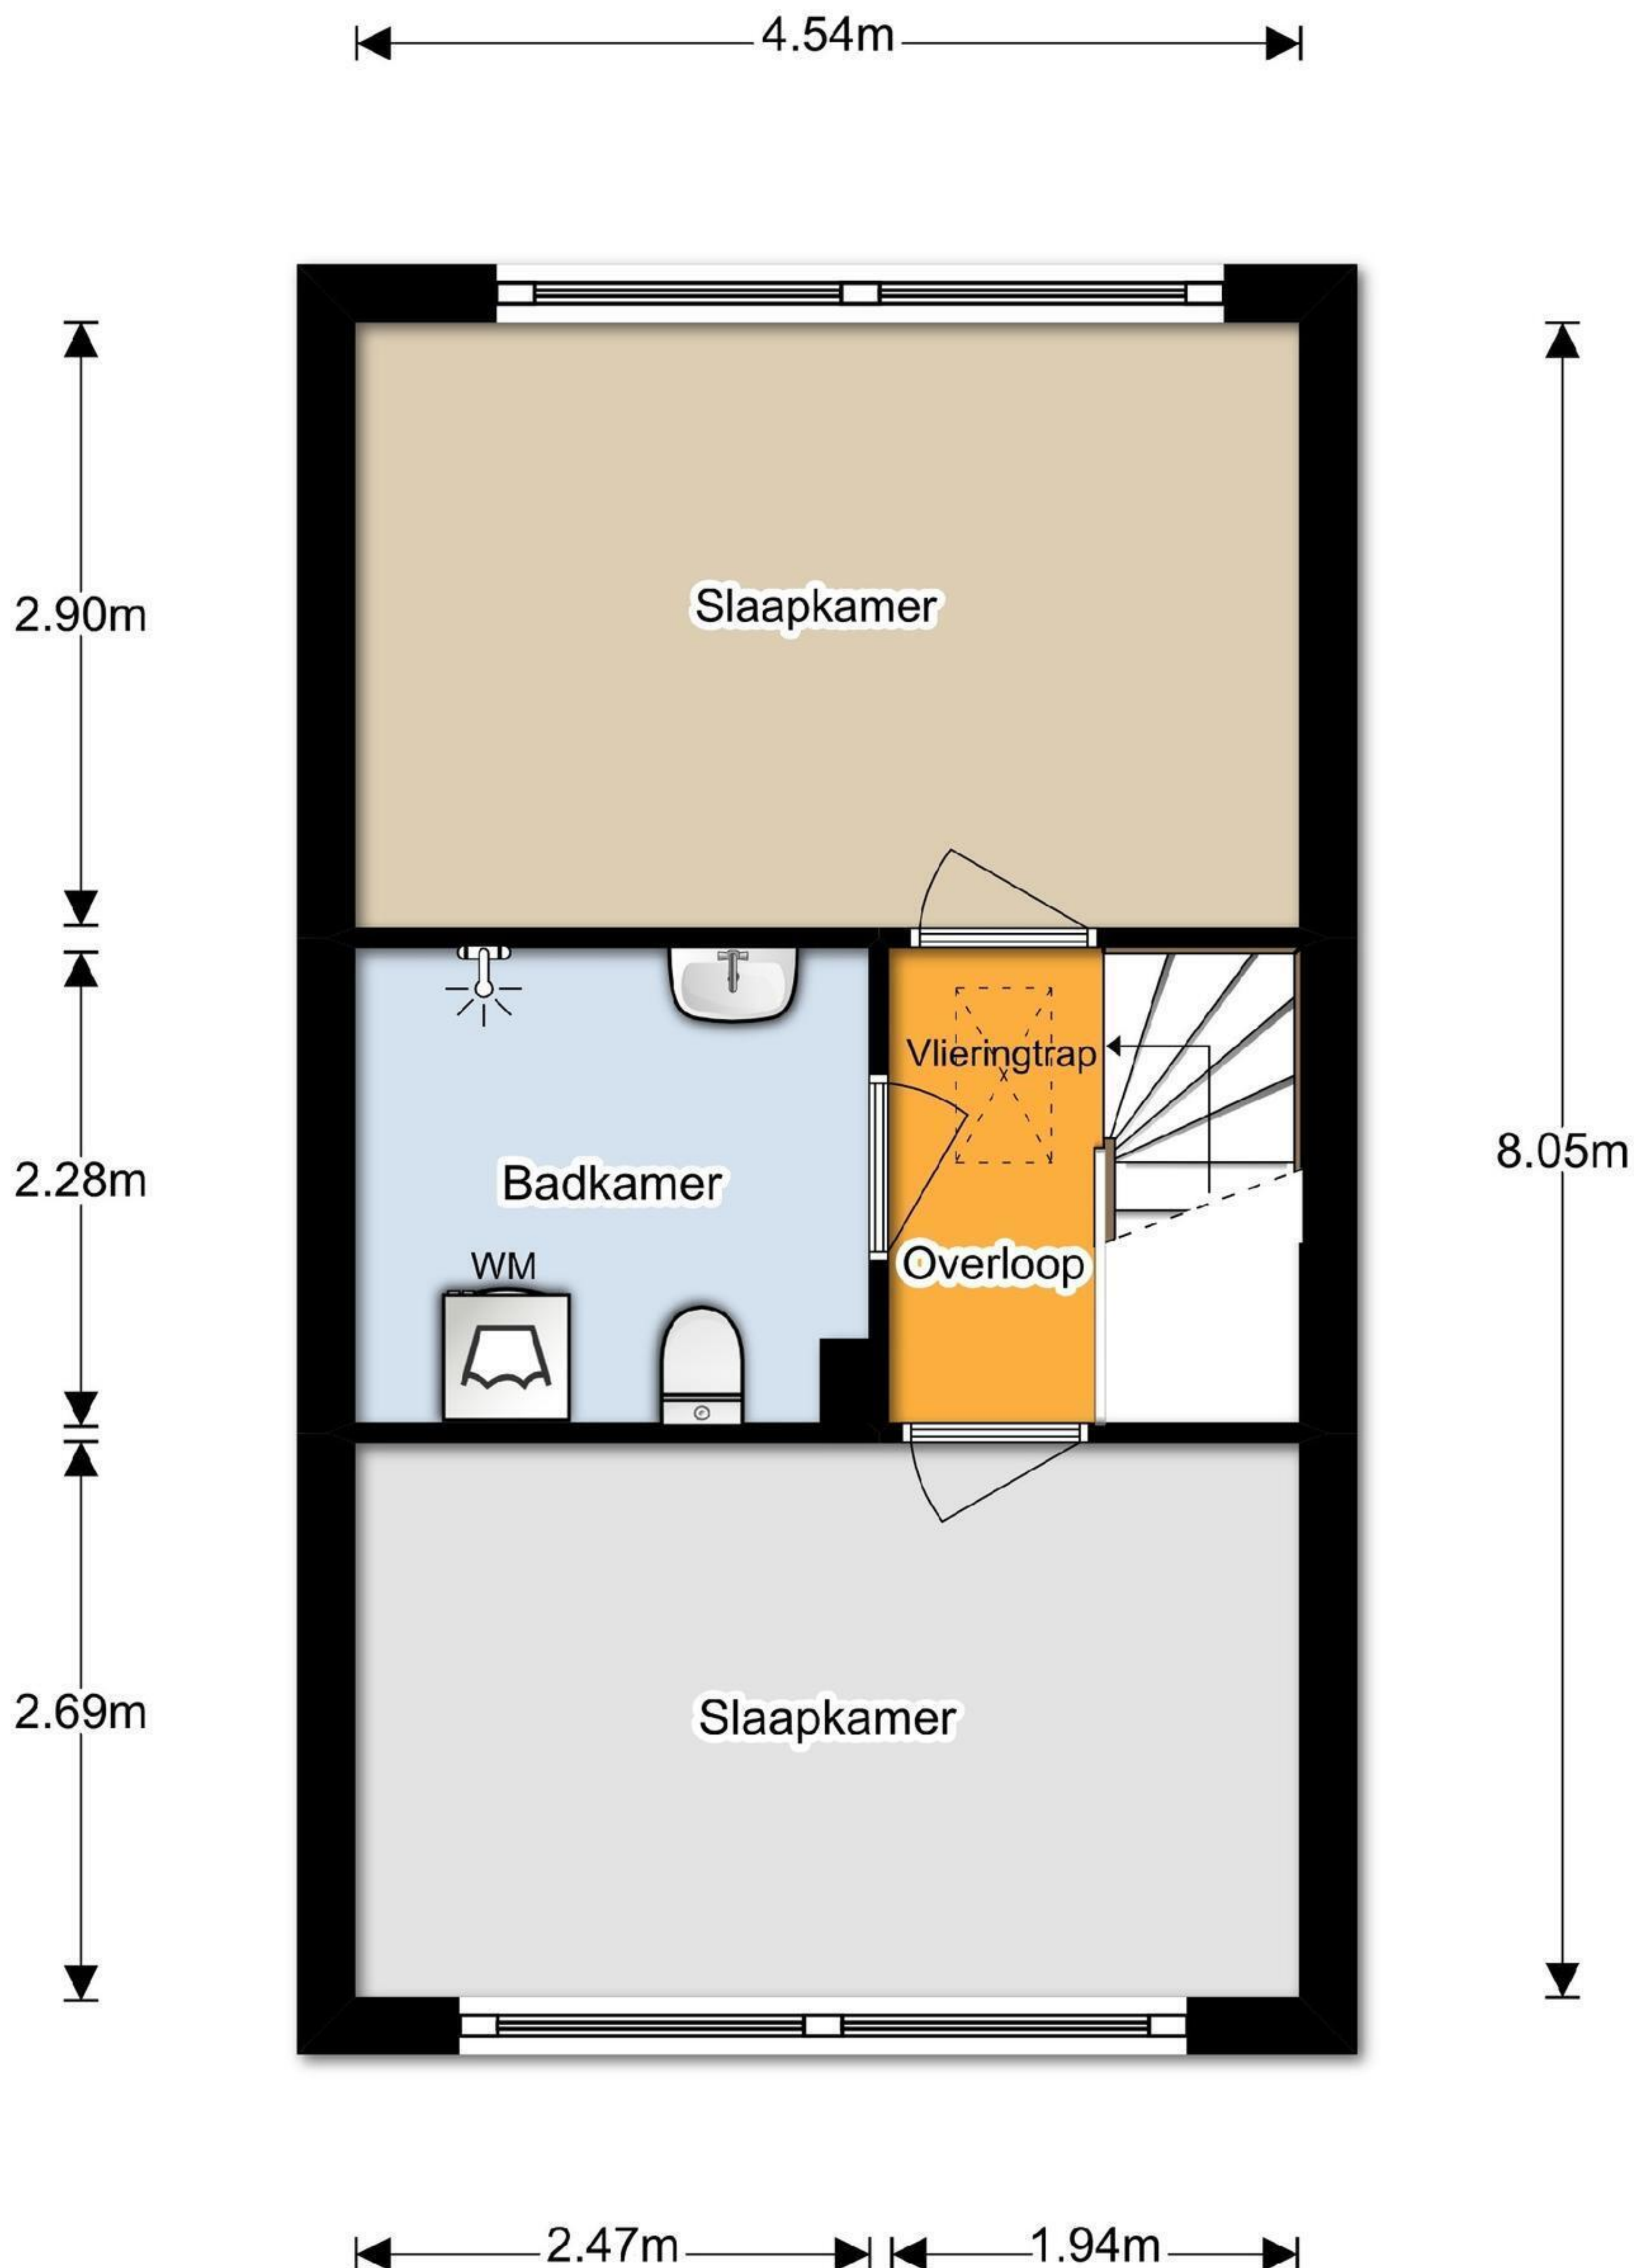 4.54m
Slaapkamer
2.90m
Vlieringtrap
8.05m
2.28m
Badkamer
WM
Overloop
2.69m
Slaapkamer
2.47m
1.94m